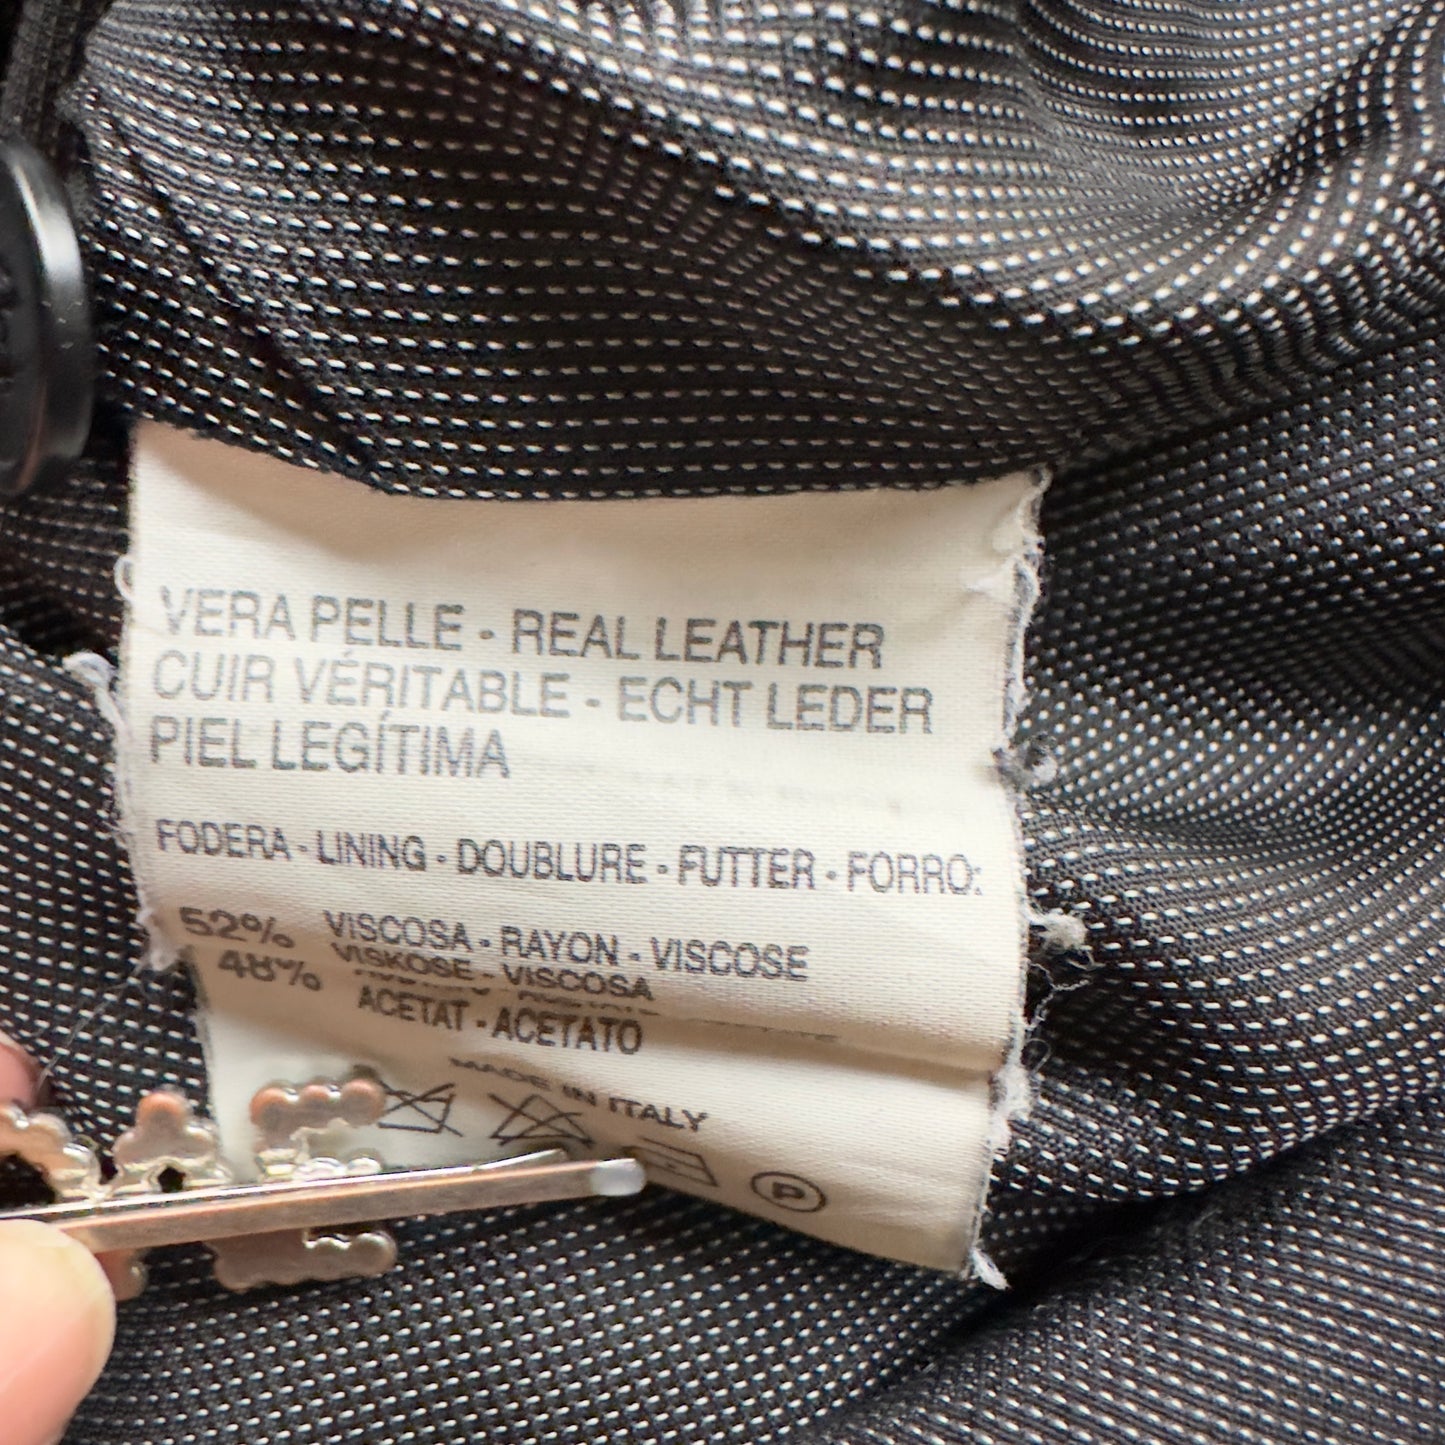 VERA PELLE - REAL LEATHER
CUIR VÉRITABLE - ECHT LEDER
PIEL LEGÍTIMA
FODERA - LINING - DOUBLURE - FUTTER - FORRO:
52% VISCOSA - RAYON - VISCOSE
VISKOSE - VISCOSA
48%
ACETAT - ACETATO
MADE IN ITALY
P